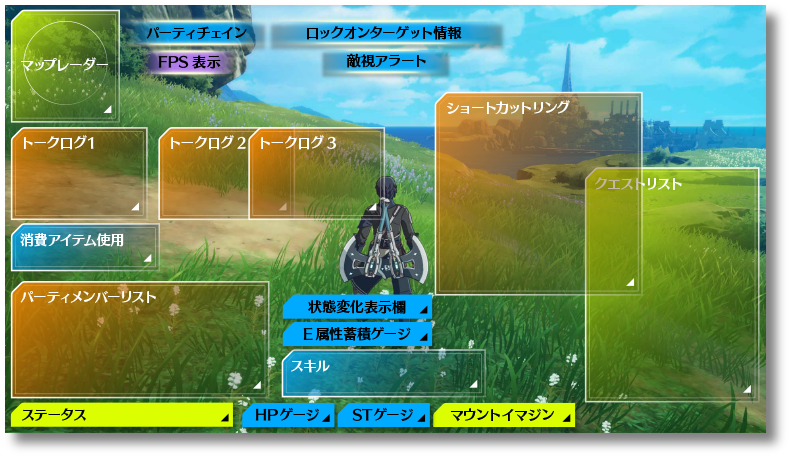 パーティチェイン
ロックオンターゲット情報
マップレーダー
FPS表示
敵視アラート
ショートカットリング
トークログ1
トークログ2
トークログ3
クエストリスト
消費アイテム使用
パーティメンバーリスト
状態変化表示欄
E属性蓄積ゲージ
スキル
ステータス
HPゲージ
STゲージ
マウントイマジン